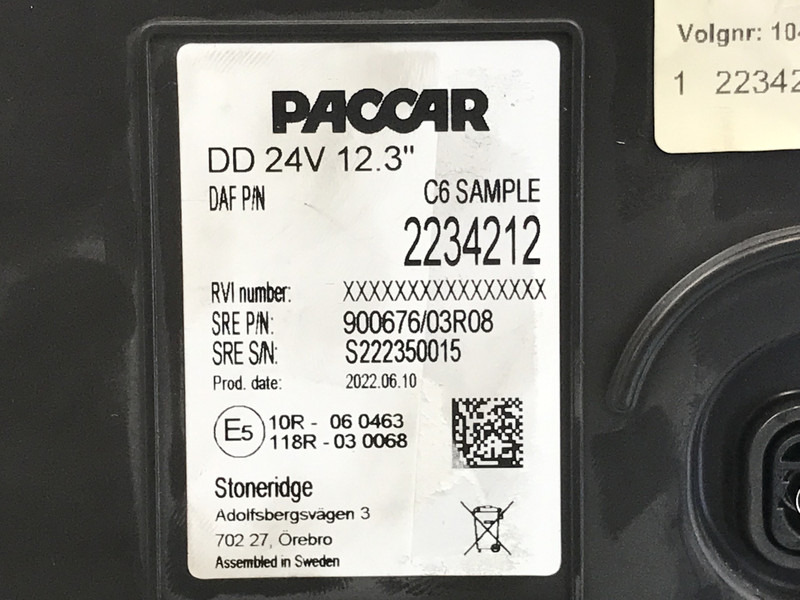 PACCAR
DD 24V 12.3"
DAF P/N C6 SAMPLE
2234212
RVI number: XXXXXXXXXXXXXXXX
SRE P/N: 900676/03R08
SRE S/N: S222350015
Prod. date: 2022.06.10
E5 10R - 06 0463
118R - 03 0068
Stoneridge
Adolfsbergsvägen 3
702 27, Örebro
Assembled in Sweden
Volgnr: 104
1 22342